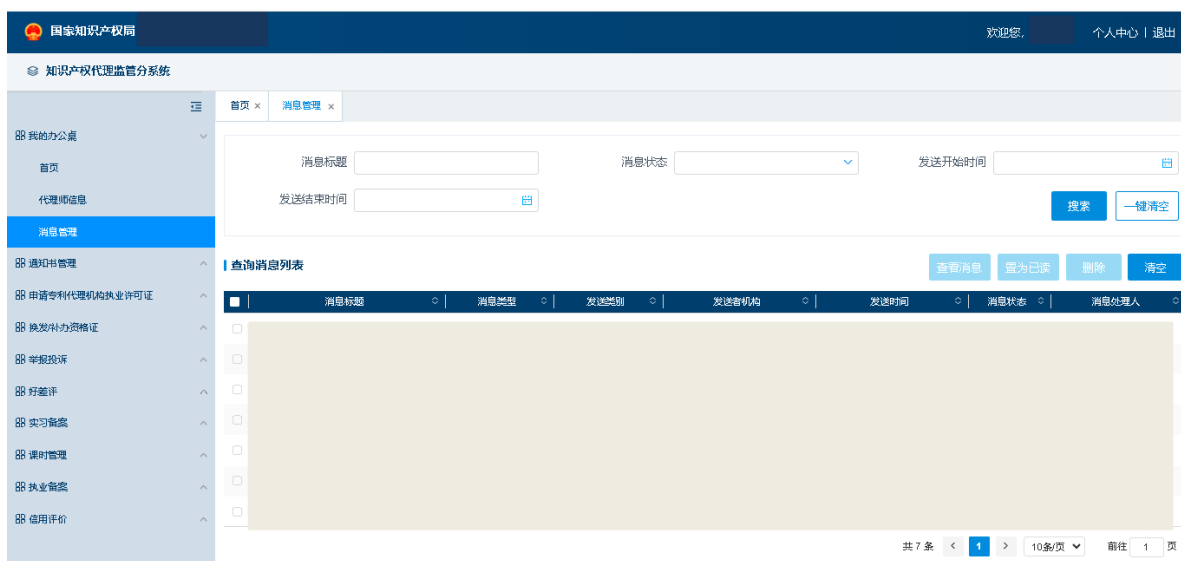 国家知识产权局
欢迎您, 个人中心 | 退出
知识产权代理监管分系统
首页 × 消息管理 ×
我的办公桌
首页
代理师信息
消息管理
通知书管理
申请专利代理机构执业许可证
换发/补办资格证
举报投诉
好差评
实习备案
课时管理
执业备案
信用评价
消息标题 消息状态 发送开始时间
发送结束时间
搜索 一键清空
查询消息列表 查看消息 置为已读 删除 清空
消息标题 消息类型 发送类别 发送者机构 发送时间 消息状态 消息处理人
共 7 条 < 1 > 10条/页 前往 1 页